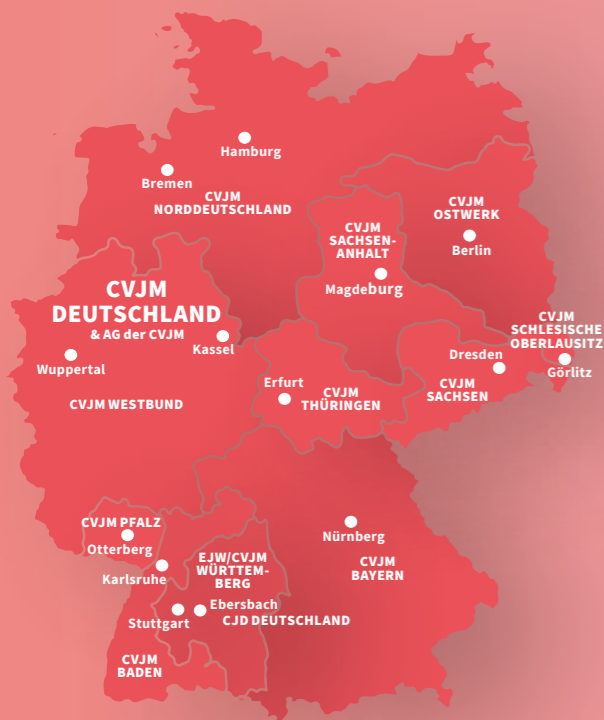 Hamburg
Bremen
CVJM
NORDDEUTSCHLAND
CVJM
OSTWERK
Berlin
CVJM
SACHSEN-
ANHALT
Magdeburg
CVJM
DEUTSCHLAND
& AG der CVJM
Kassel
Wuppertal
CVJM WESTBUND
CVJM
SCHLESISCHE
OBERLAUSITZ
Görlitz
Dresden
CVJM
SACHSEN
Erfurt
CVJM
THÜRINGEN
CVJM PFALZ
Otterberg
Karlsruhe
Nürnberg
CVJM
BAYERN
EJW/CVJM
WÜRTTEM-
BERG
Ebersbach
CJD DEUTSCHLAND
Stuttgart
CVJM
BADEN